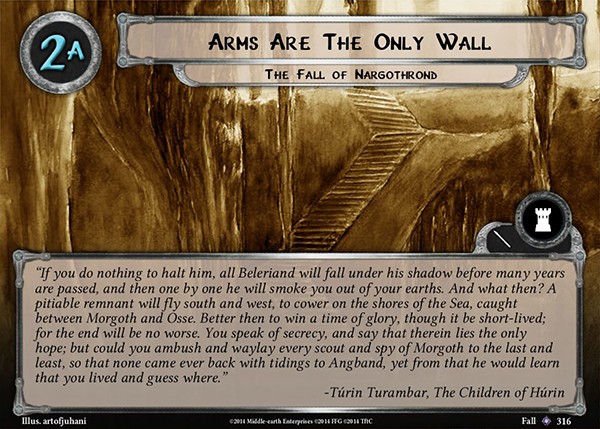 2A
ARMS ARE THE ONLY WALL
THE FALL OF NARGOTHROND
“If you do nothing to halt him, all Beleriand will fall under his shadow before many years
are passed, and then one by one he will smoke you out of your earths. And what then? A
pitiable remnant will fly south and west, to cower on the shores of the Sea, caught
between Morgoth and Osse. Better then to win a time of glory, though it be short-lived;
for the end will be no worse. You speak of secrecy, and say that therein lies the only
hope; but could you ambush and waylay every scout and spy of Morgoth to the last and
least, so that none came ever back with tidings to Angband, yet from that he would learn
that you lived and guess where.”
-Túrin Turambar, The Children of Húrin
Illus. artofjuhani
©2014 Middle-earth Enterprises ©2014 FFG ©2014 TRC
Fall 316